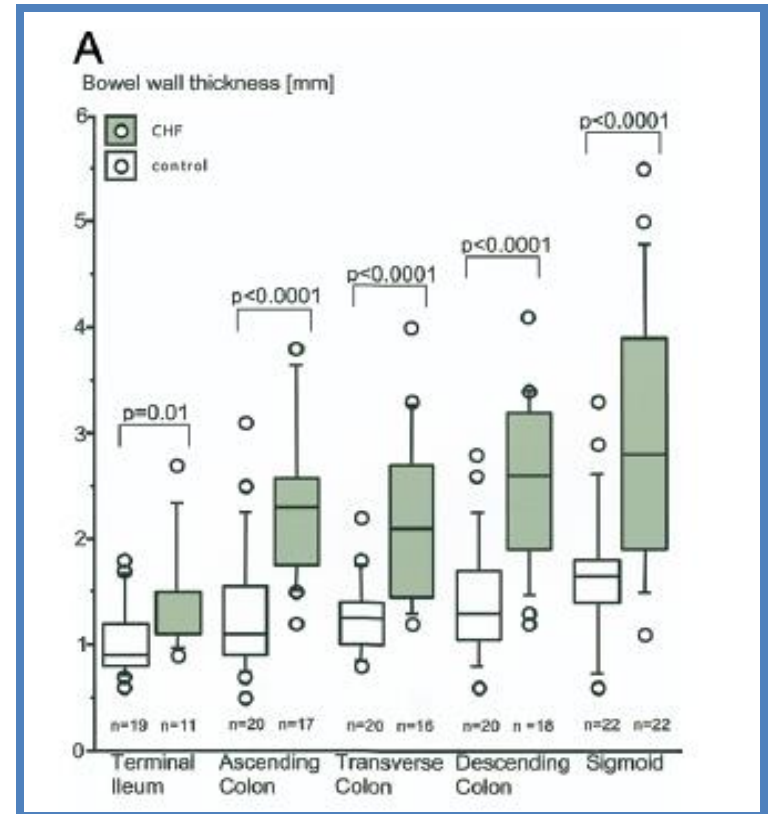 A
Bowel wall thickness [mm]
6
CHF
control
p<0.0001
5
p<0.0001
p<0.0001
p<0.0001
4
p=0.01
3
2
1
n=19 n=11 n=20 n=17 n=20 n=16 n=20 n =18 n=22 n=22
0
Terminal Ascending Transverse Descending Sigmoid
Ileum Colon Colon Colon